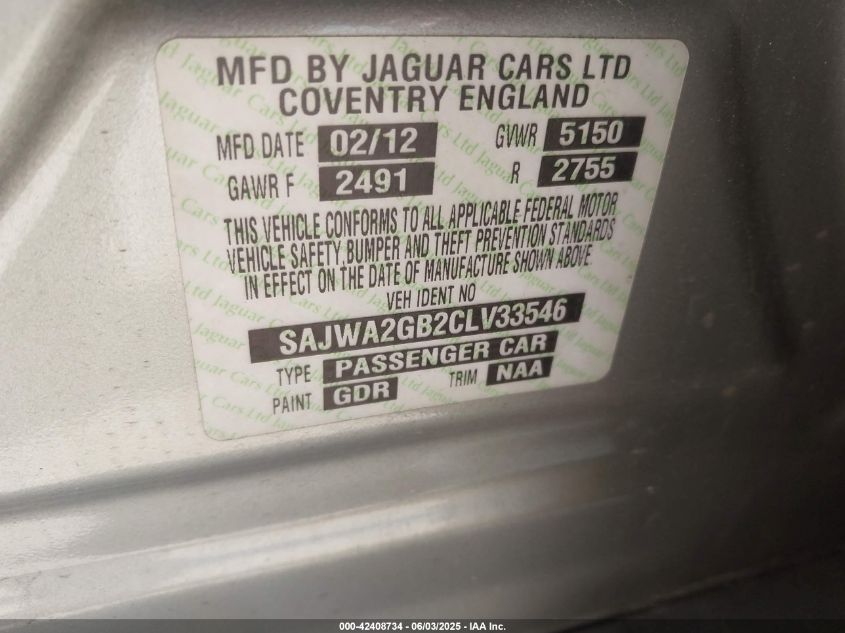 MFD BY JAGUAR CARS LTD
COVENTRY ENGLAND
MFD DATE 02/12 GVWR 5150
GAWR F 2491 R 2755
THIS VEHICLE CONFORMS TO ALL APPLICABLE FEDERAL MOTOR
VEHICLE SAFETY BUMPER AND THEFT PREVENTION STANDARDS
IN EFFECT ON THE DATE OF MANUFACTURE SHOWN ABOVE
VEH IDENT NO
SAJWA2GB2CLV33546
TYPE PASSENGER CAR
PAINT GDR TRIM NAA
000-42408734 - 06/03/2025 - IAA Inc.